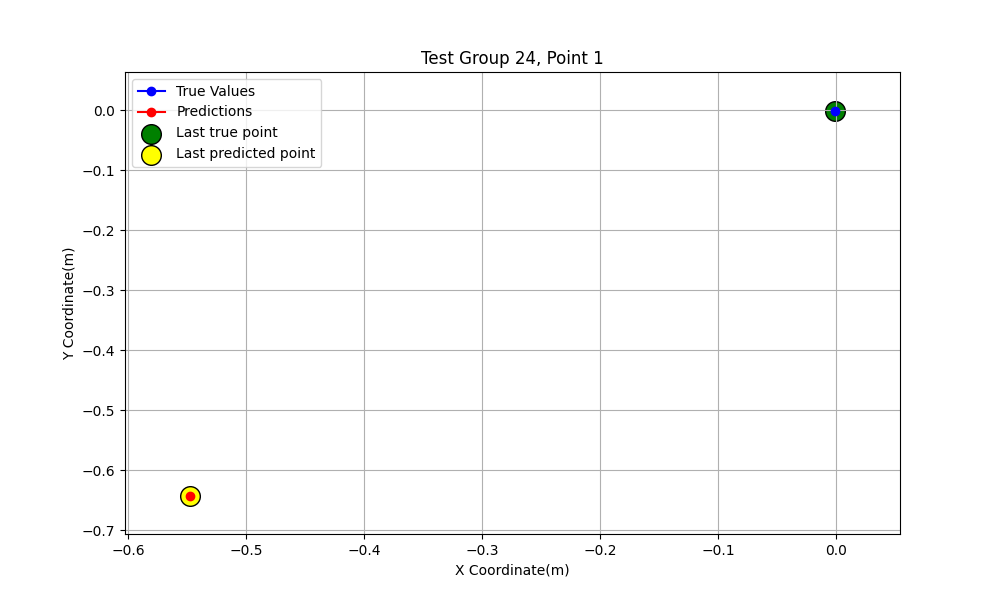 Test Group 24, Point 1
True Values
Predictions
Last true point
Last predicted point
0.0
−0.1
−0.2
−0.3
−0.4
−0.5
−0.6
−0.7
Y Coordinate(m)
−0.6 −0.5 −0.4 −0.3 −0.2 −0.1 0.0
X Coordinate(m)